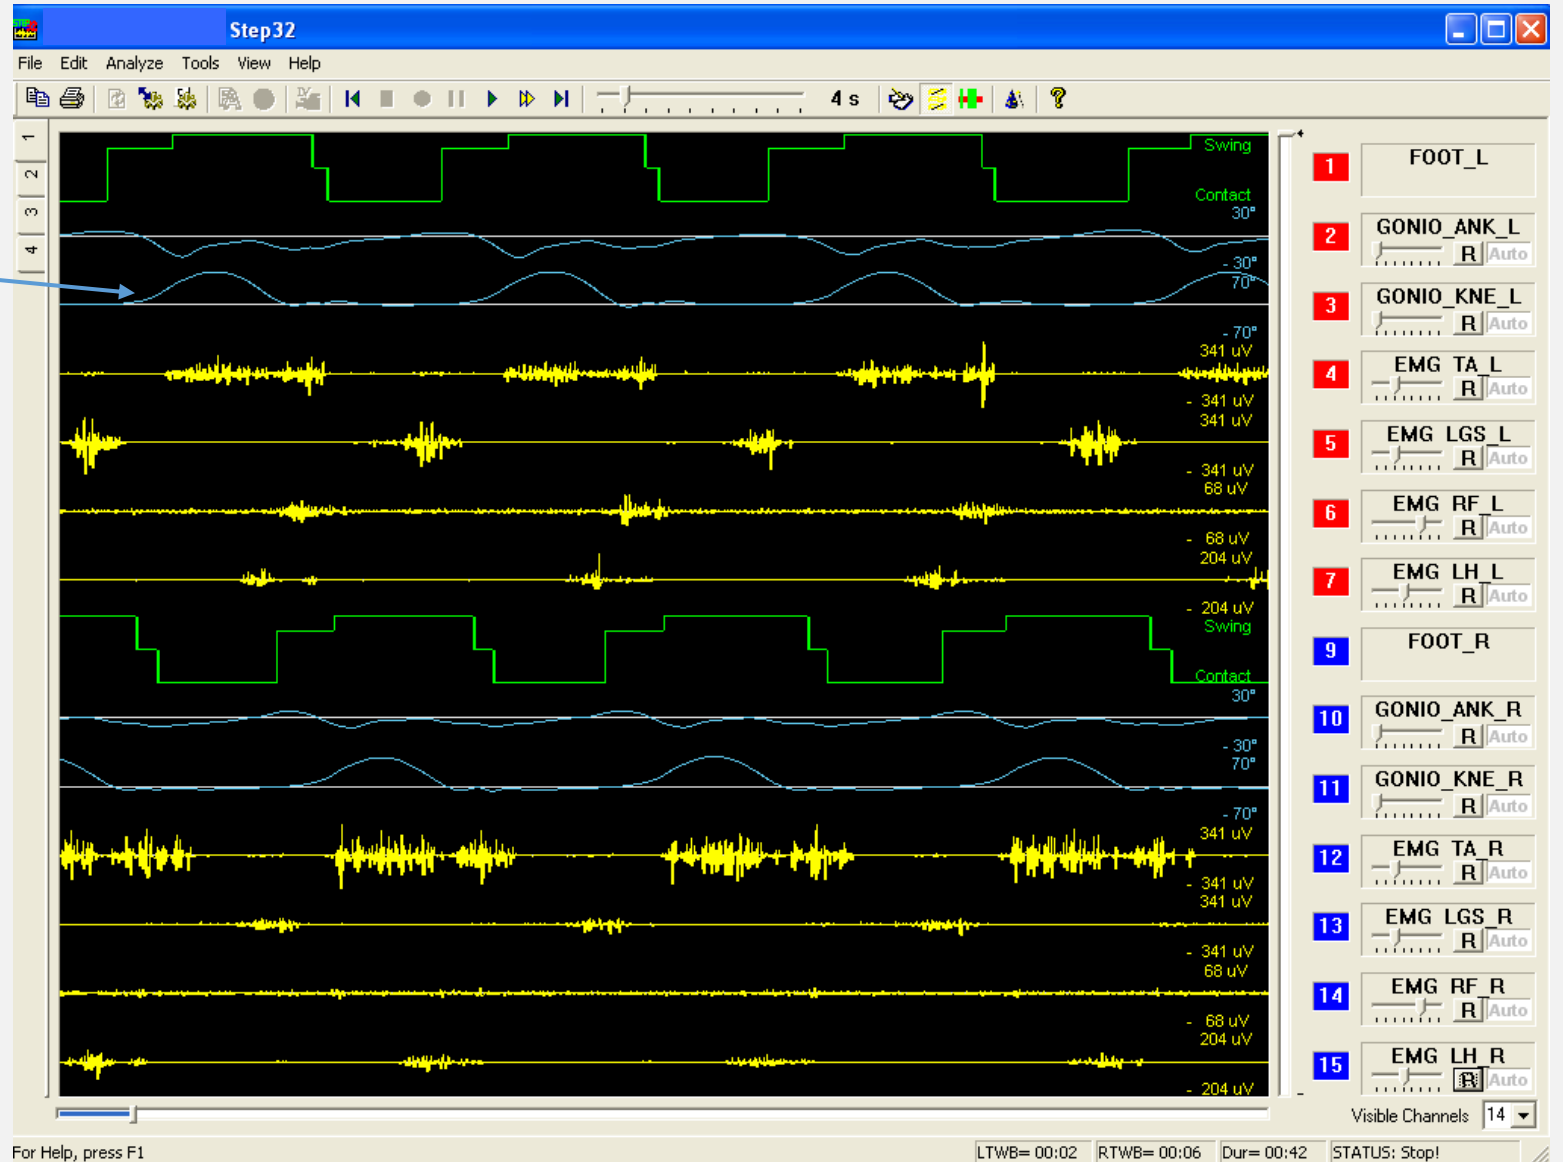 Step32
File Edit Analyze Tools View Help
4 s
1
2
3
4
Swing
Contact
30°
- 30°
70°
- 70°
341 uV
- 341 uV
341 uV
- 341 uV
68 uV
- 68 uV
204 uV
- 204 uV
Swing
Contact
30°
- 30°
70°
- 70°
341 uV
- 341 uV
341 uV
- 341 uV
68 uV
- 68 uV
204 uV
- 204 uV
1 FOOT_L
2 GONIO_ANK_L
R Auto
3 GONIO_KNE_L
R Auto
4 EMG TA_L
R Auto
5 EMG LGS_L
R Auto
6 EMG RF_L
R Auto
7 EMG LH_L
R Auto
9 FOOT_R
10 GONIO_ANK_R
R Auto
11 GONIO_KNE_R
R Auto
12 EMG TA_R
R Auto
13 EMG LGS_R
R Auto
14 EMG RF_R
R Auto
15 EMG LH_R
R Auto
Visible Channels 14
For Help, press F1
LTWB= 00:02 RTWB= 00:06 Dur= 00:42 STATUS: Stop!